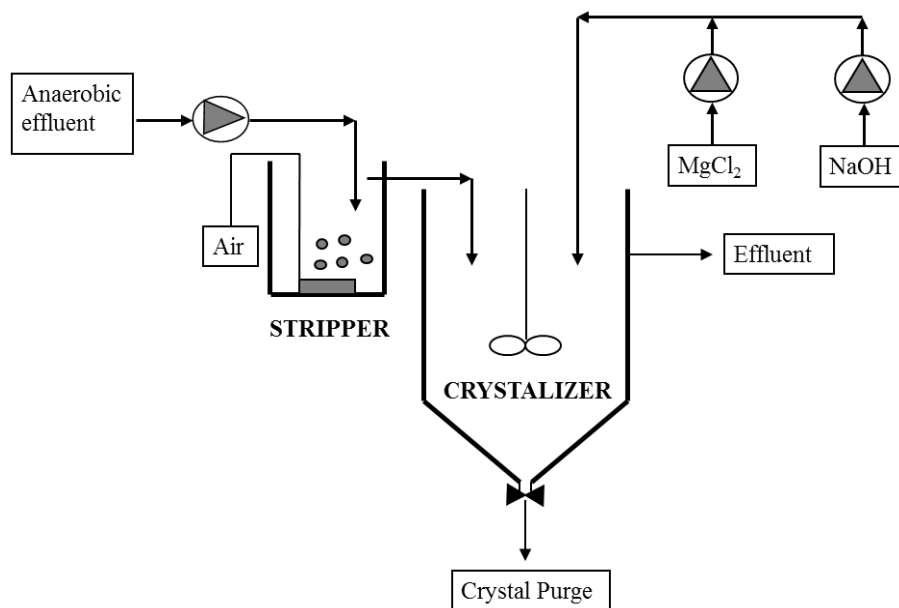 Anaerobic
effluent
MgCl₂
NaOH
Air
Effluent
STRIPPER
CRYSTALIZER
Crystal Purge